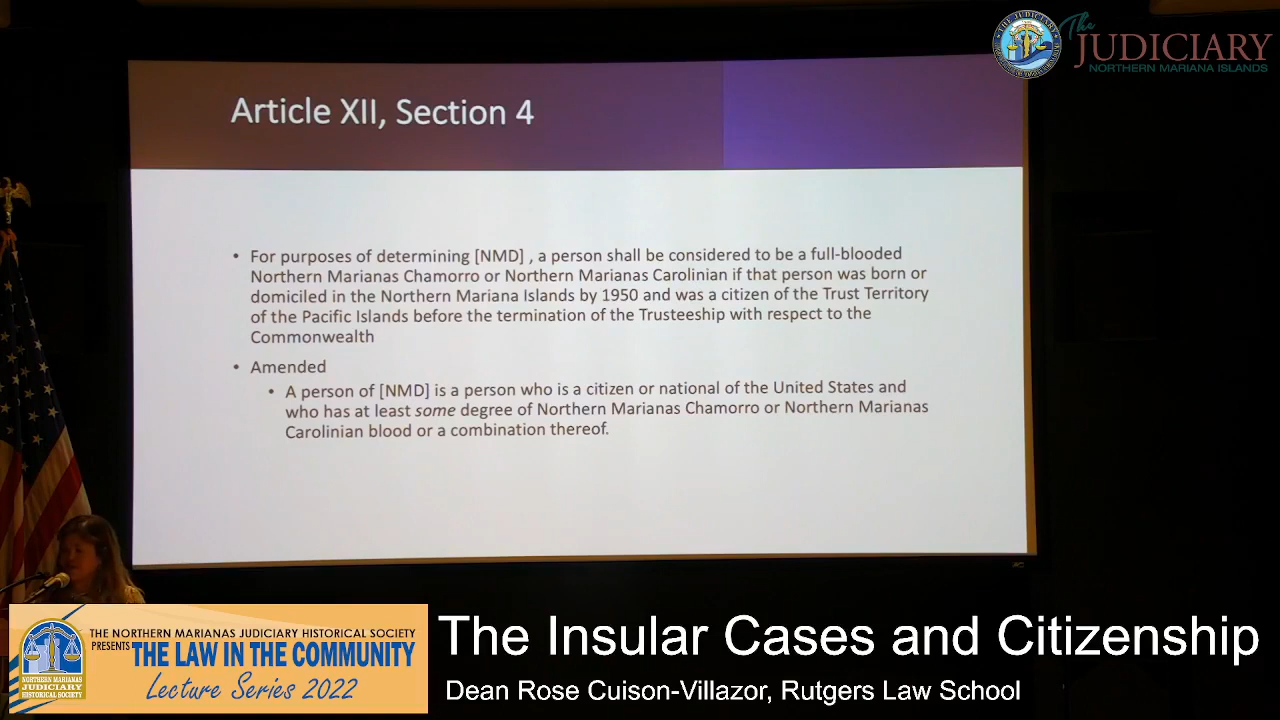 The
JUDICIARY
NORTHERN MARIANA ISLANDS
Article XII, Section 4
• For purposes of determining [NMD] , a person shall be considered to be a full-blooded
Northern Marianas Chamorro or Northern Marianas Carolinian if that person was born or
domiciled in the Northern Mariana Islands by 1950 and was a citizen of the Trust Territory
of the Pacific Islands before the termination of the Trusteeship with respect to the
Commonwealth
• Amended
• A person of [NMD] is a person who is a citizen or national of the United States and
who has at least some degree of Northern Marianas Chamorro or Northern Marianas
Carolinian blood or a combination thereof.
THE NORTHERN MARIANAS JUDICIARY HISTORICAL SOCIETY
PRESENTS THE LAW IN THE COMMUNITY
Lecture Series 2022
NORTHERN MARIANAS
JUDICIARY
HISTORICAL SOCIETY
The Insular Cases and Citizenship
Dean Rose Cuison-Villazor, Rutgers Law School